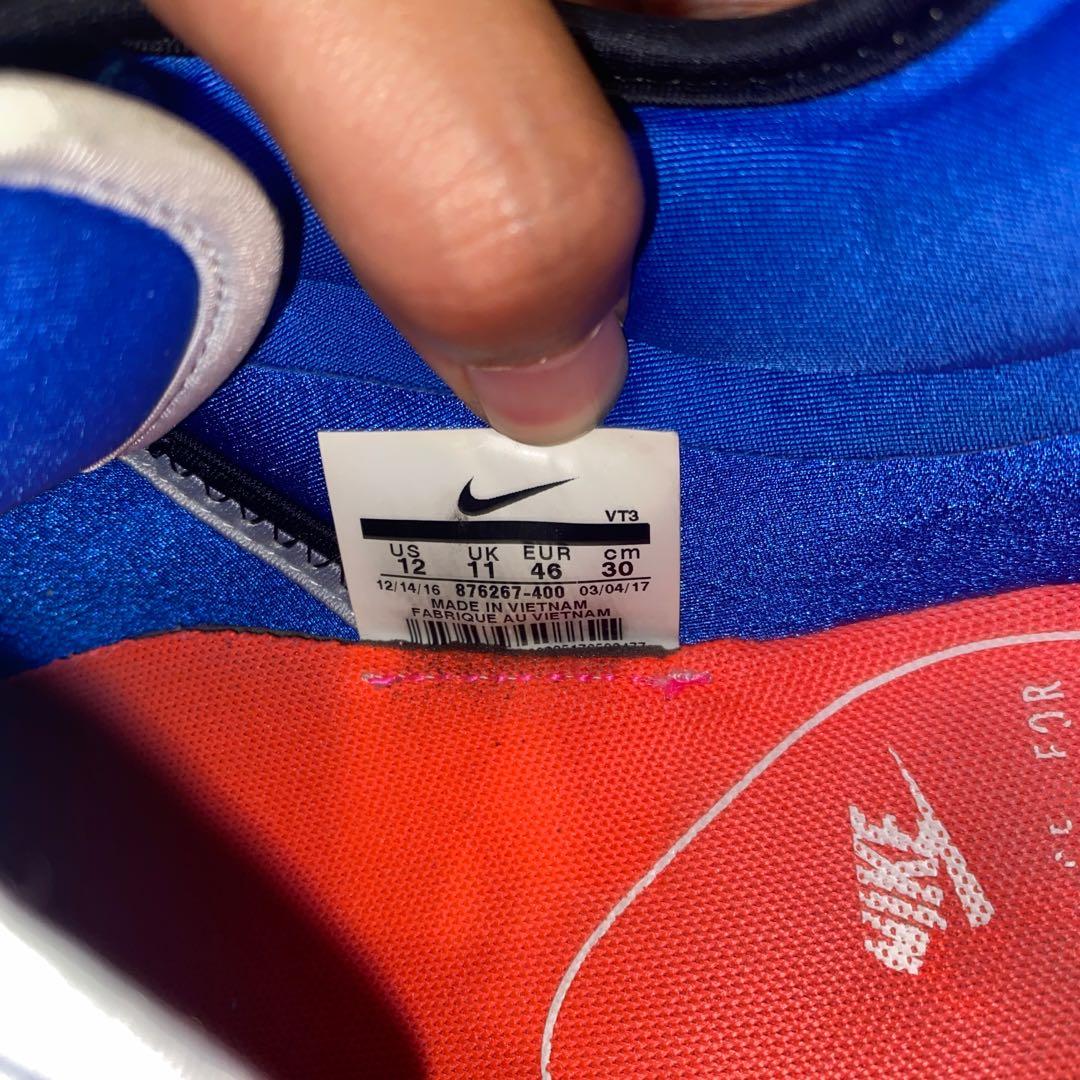 VT3
US UK EUR cm
12 11 46 30
12/14/16 876267-400 03/04/17
MADE IN VIETNAM
FABRIQUE AU VIETNAM
NIKE